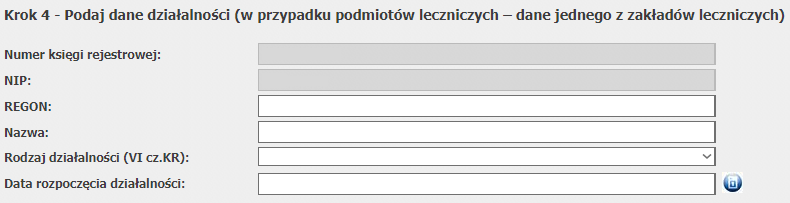 Krok 4 - Podaj dane działalności (w przypadku podmiotów leczniczych – dane jednego z zakładów leczniczych)
Numer księgi rejestrowej:
NIP:
REGON:
Nazwa:
Rodzaj działalności (VI cz.KR):
Data rozpoczęcia działalności: